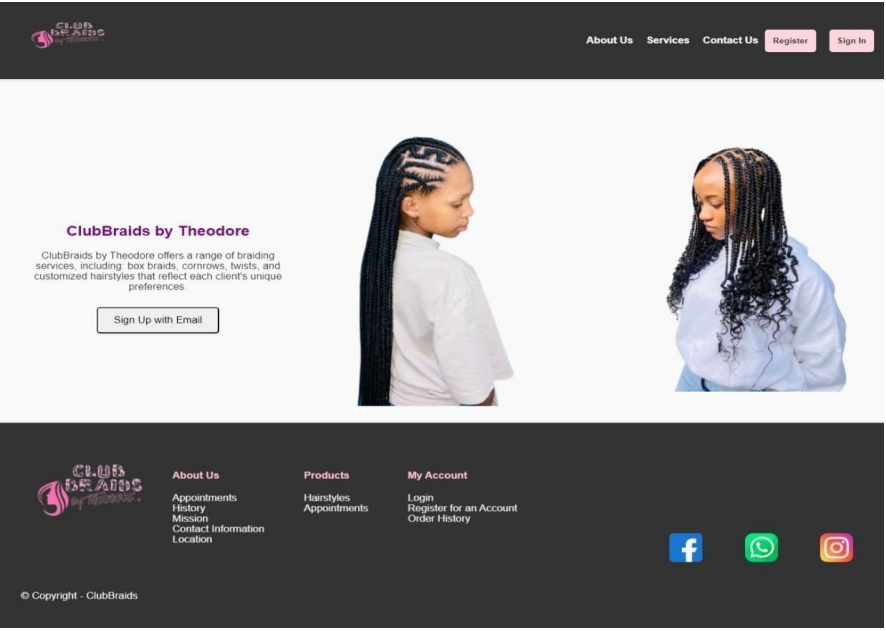 CLUB
BRAIDS
by THEODORE.
About Us Services Contact Us Register Sign In
ClubBraids by Theodore
ClubBraids by Theodore offers a range of braiding
services, including: box braids, cornrows, twists, and
customized hairstyles that reflect each client's unique
preferences.
Sign Up with Email
CLUB
BRAIDS
by THEODORE.
About Us
Appointments
History
Mission
Contact Information
Location
Products
Hairstyles
Appointments
My Account
Login
Register for an Account
Order History
© Copyright - ClubBraids